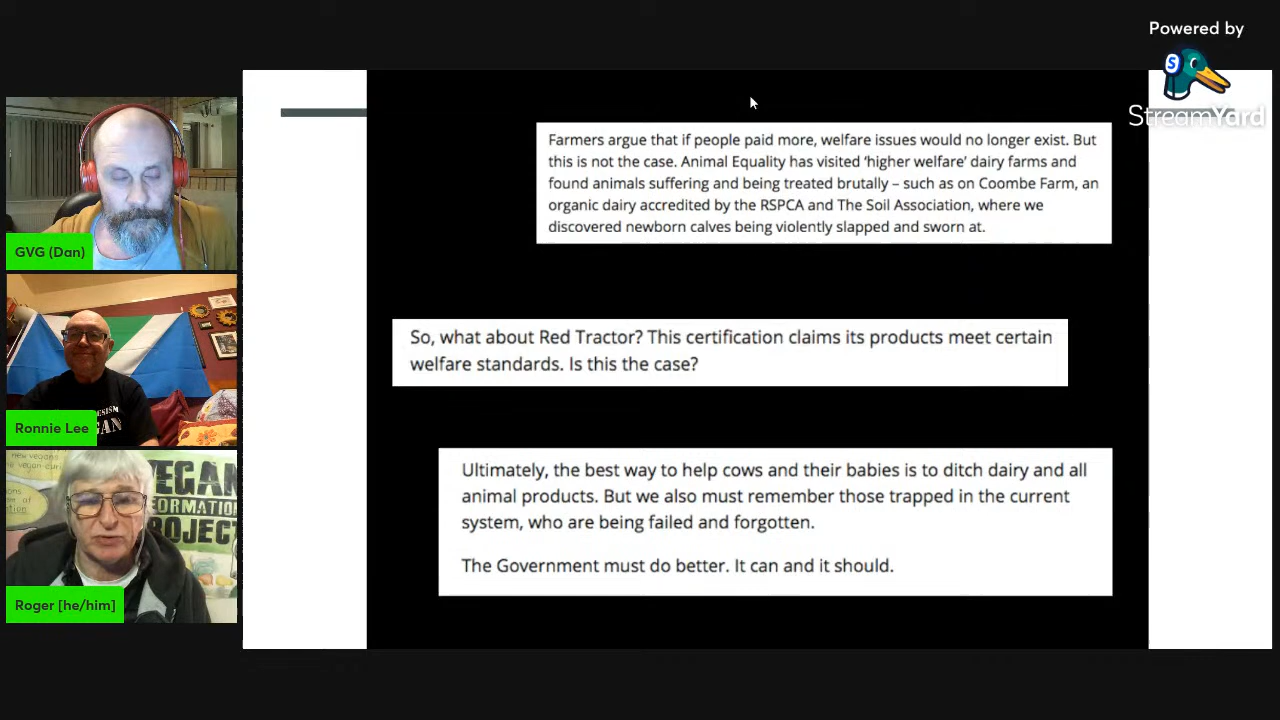 Powered by
StreamYard
Farmers argue that if people paid more, welfare issues would no longer exist. But
this is not the case. Animal Equality has visited ‘higher welfare’ dairy farms and
found animals suffering and being treated brutally – such as on Coombe Farm, an
organic dairy accredited by the RSPCA and The Soil Association, where we
discovered newborn calves being violently slapped and sworn at.
So, what about Red Tractor? This certification claims its products meet certain
welfare standards. Is this the case?
Ultimately, the best way to help cows and their babies is to ditch dairy and all
animal products. But we also must remember those trapped in the current
system, who are being failed and forgotten.
The Government must do better. It can and it should.
GVG (Dan)
Ronnie Lee
new vegans
VEGAN
Roger [he/him]